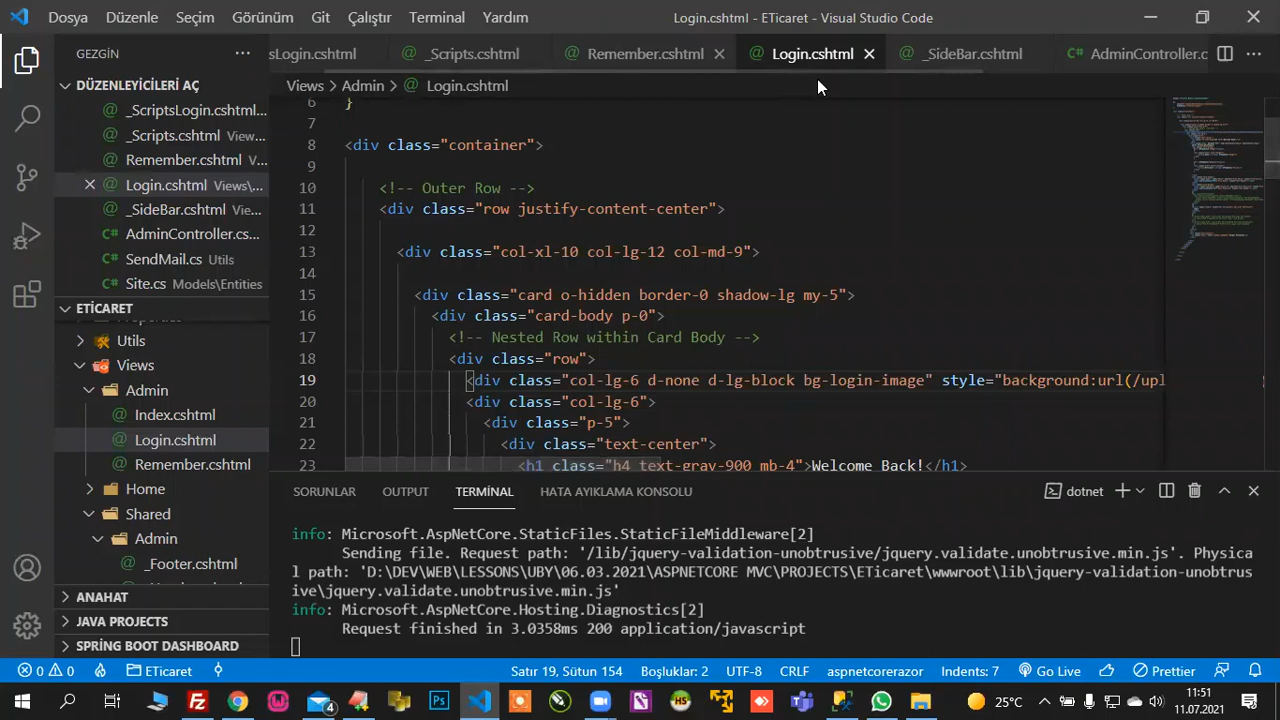 Dosya Düzenle Seçim Görünüm Git Çalıştır Terminal Yardım Login.cshtml - ETicaret - Visual Studio Code
GEZGİN
sLogin.cshtml _Scripts.cshtml Remember.cshtml Login.cshtml _SideBar.cshtml AdminController.c
DÜZENLEYİCİLERİ AÇ
Views > Admin > Login.cshtml
_ScriptsLogin.cshtml
_Scripts.cshtml View...
Remember.cshtml V...
Login.cshtml Views\...
_SideBar.cshtml Vie...
AdminController.cs...
SendMail.cs Utils
Site.cs Models\Entities
ETİCARET
Utils
Views
Admin
Index.cshtml
Login.cshtml
Remember.cshtml
Home
Shared
Admin
_Footer.cshtml
ANAHAT
JAVA PROJECTS
SPRİNG BOOT DASHBOARD
6 }
7
8 <div class="container">
9
10 <!-- Outer Row -->
11 <div class="row justify-content-center">
12
13 <div class="col-xl-10 col-lg-12 col-md-9">
14
15 <div class="card o-hidden border-0 shadow-lg my-5">
16 <div class="card-body p-0">
17 <!-- Nested Row within Card Body -->
18 <div class="row">
19 <div class="col-lg-6 d-none d-lg-block bg-login-image" style="background:url(/upl
20 <div class="col-lg-6">
21 <div class="p-5">
22 <div class="text-center">
23 <h1 class="h4 text-gray-900 mb-4">Welcome Back!</h1>
SORUNLAR OUTPUT TERMİNAL HATA AYIKLAMA KONSOLU dotnet
info: Microsoft.AspNetCore.StaticFiles.StaticFileMiddleware[2]
Sending file. Request path: '/lib/jquery-validation-unobtrusive/jquery.validate.unobtrusive.min.js'. Physica
l path: 'D:\DEV\WEB\LESSONS\UBY\06.03.2021\ASPNETCORE MVC\PROJECTS\ETicaret\wwwroot\lib\jquery-validation-unobtrus
ive\jquery.validate.unobtrusive.min.js'
info: Microsoft.AspNetCore.Hosting.Diagnostics[2]
Request finished in 3.0358ms 200 application/javascript
0 0 ETicaret Satır 19, Sütun 154 Boşluklar: 2 UTF-8 CRLF aspnetcorerazor Indents: 7 Go Live Prettier
4 Ps HS 25°C 11:51
11.07.2021